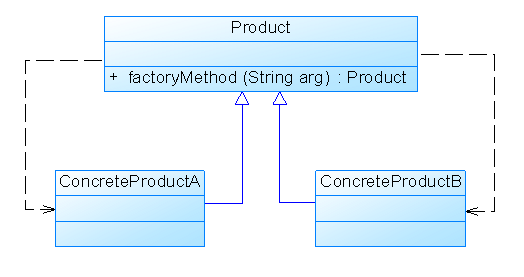 Product
+ factoryMethod (String arg) : Product
ConcreteProductA
ConcreteProductB